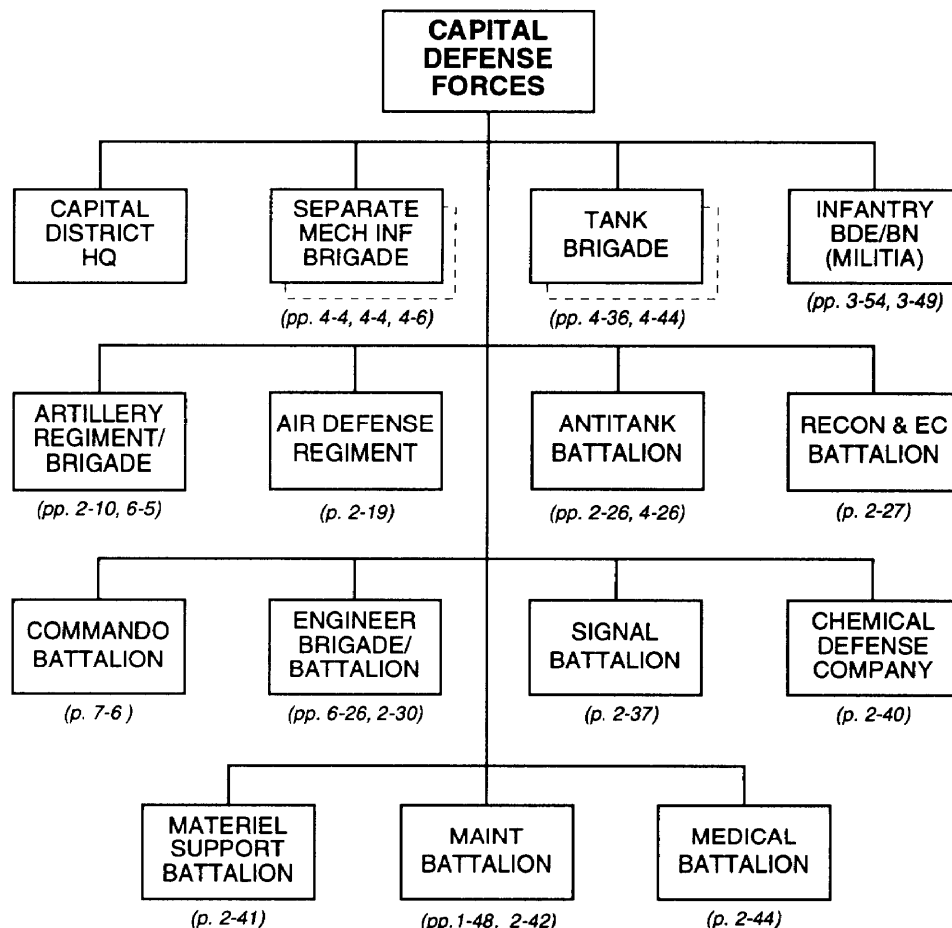 CAPITAL
DEFENSE
FORCES
CAPITAL
DISTRICT
HQ
SEPARATE
MECH INF
BRIGADE
(pp. 4-4, 4-4, 4-6)
TANK
BRIGADE
(pp. 4-36, 4-44)
INFANTRY
BDE/BN
(MILITIA)
(pp. 3-54, 3-49)
ARTILLERY
REGIMENT/
BRIGADE
(pp. 2-10, 6-5)
AIR DEFENSE
REGIMENT
(p. 2-19)
ANTITANK
BATTALION
(pp. 2-26, 4-26)
RECON & EC
BATTALION
(p. 2-27)
COMMANDO
BATTALION
(p. 7-6 )
ENGINEER
BRIGADE/
BATTALION
(pp. 6-26, 2-30)
SIGNAL
BATTALION
(p. 2-37)
CHEMICAL
DEFENSE
COMPANY
(p. 2-40)
MATERIEL
SUPPORT
BATTALION
(p. 2-41)
MAINT
BATTALION
(pp.1-48, 2-42)
MEDICAL
BATTALION
(p. 2-44)